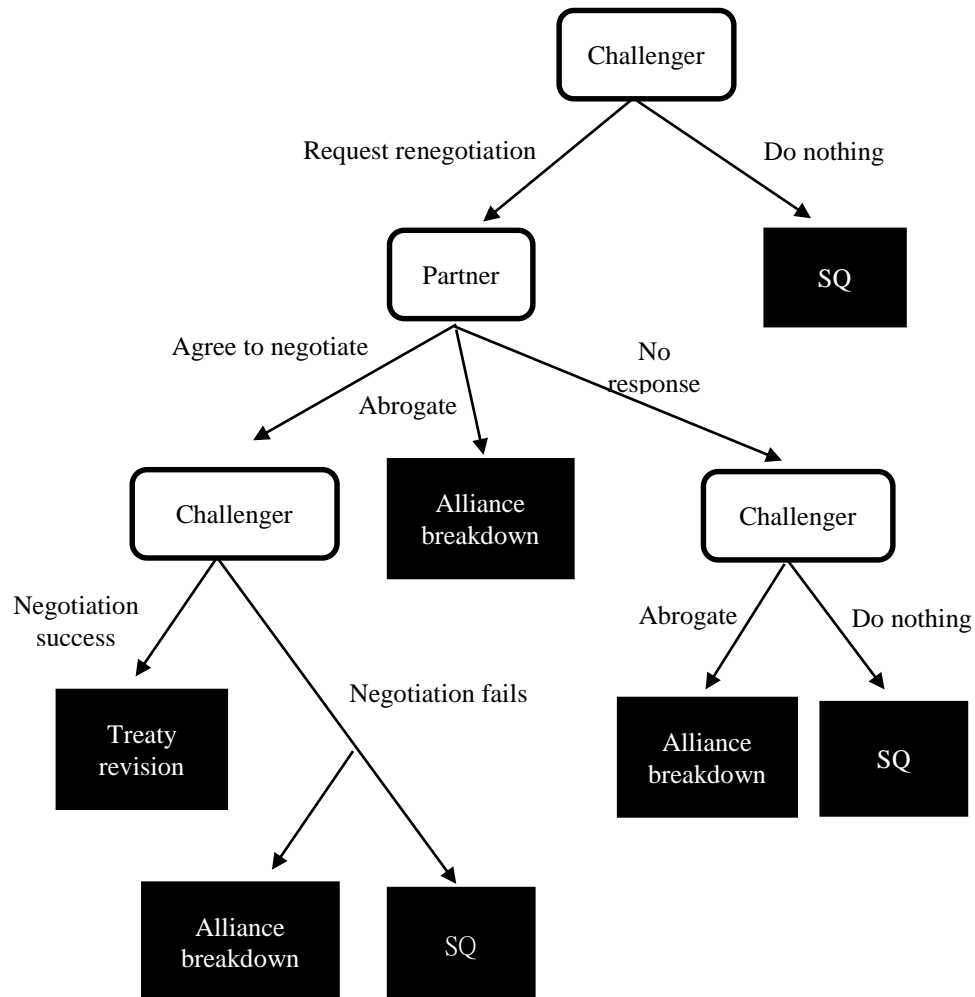 Challenger
Request renegotiation
Do nothing
Partner
SQ
Agree to negotiate
Abrogate
No
response
Challenger
Alliance
breakdown
Challenger
Negotiation
success
Negotiation fails
Abrogate
Do nothing
Treaty
revision
Alliance
breakdown
SQ
Alliance
breakdown
SQ